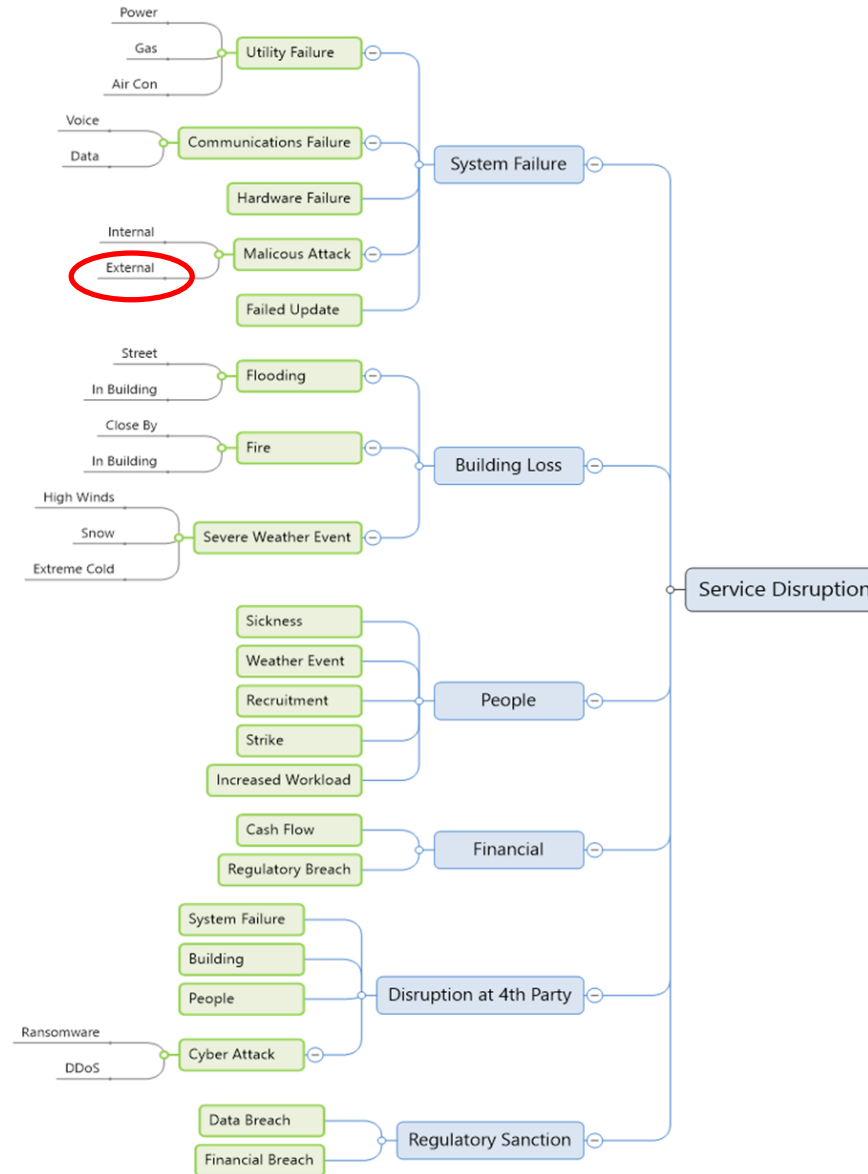 Power
Gas
Utility Failure
Air Con
Voice
Communications Failure
Data
System Failure
Hardware Failure
Internal
Malicous Attack
External
Failed Update
Street
Flooding
In Building
Close By
Fire
In Building
Building Loss
High Winds
Snow
Severe Weather Event
Extreme Cold
Service Disruption
Sickness
Weather Event
Recruitment
People
Strike
Increased Workload
Cash Flow
Financial
Regulatory Breach
System Failure
Building
Disruption at 4th Party
People
Ransomware
Cyber Attack
DDoS
Data Breach
Regulatory Sanction
Financial Breach